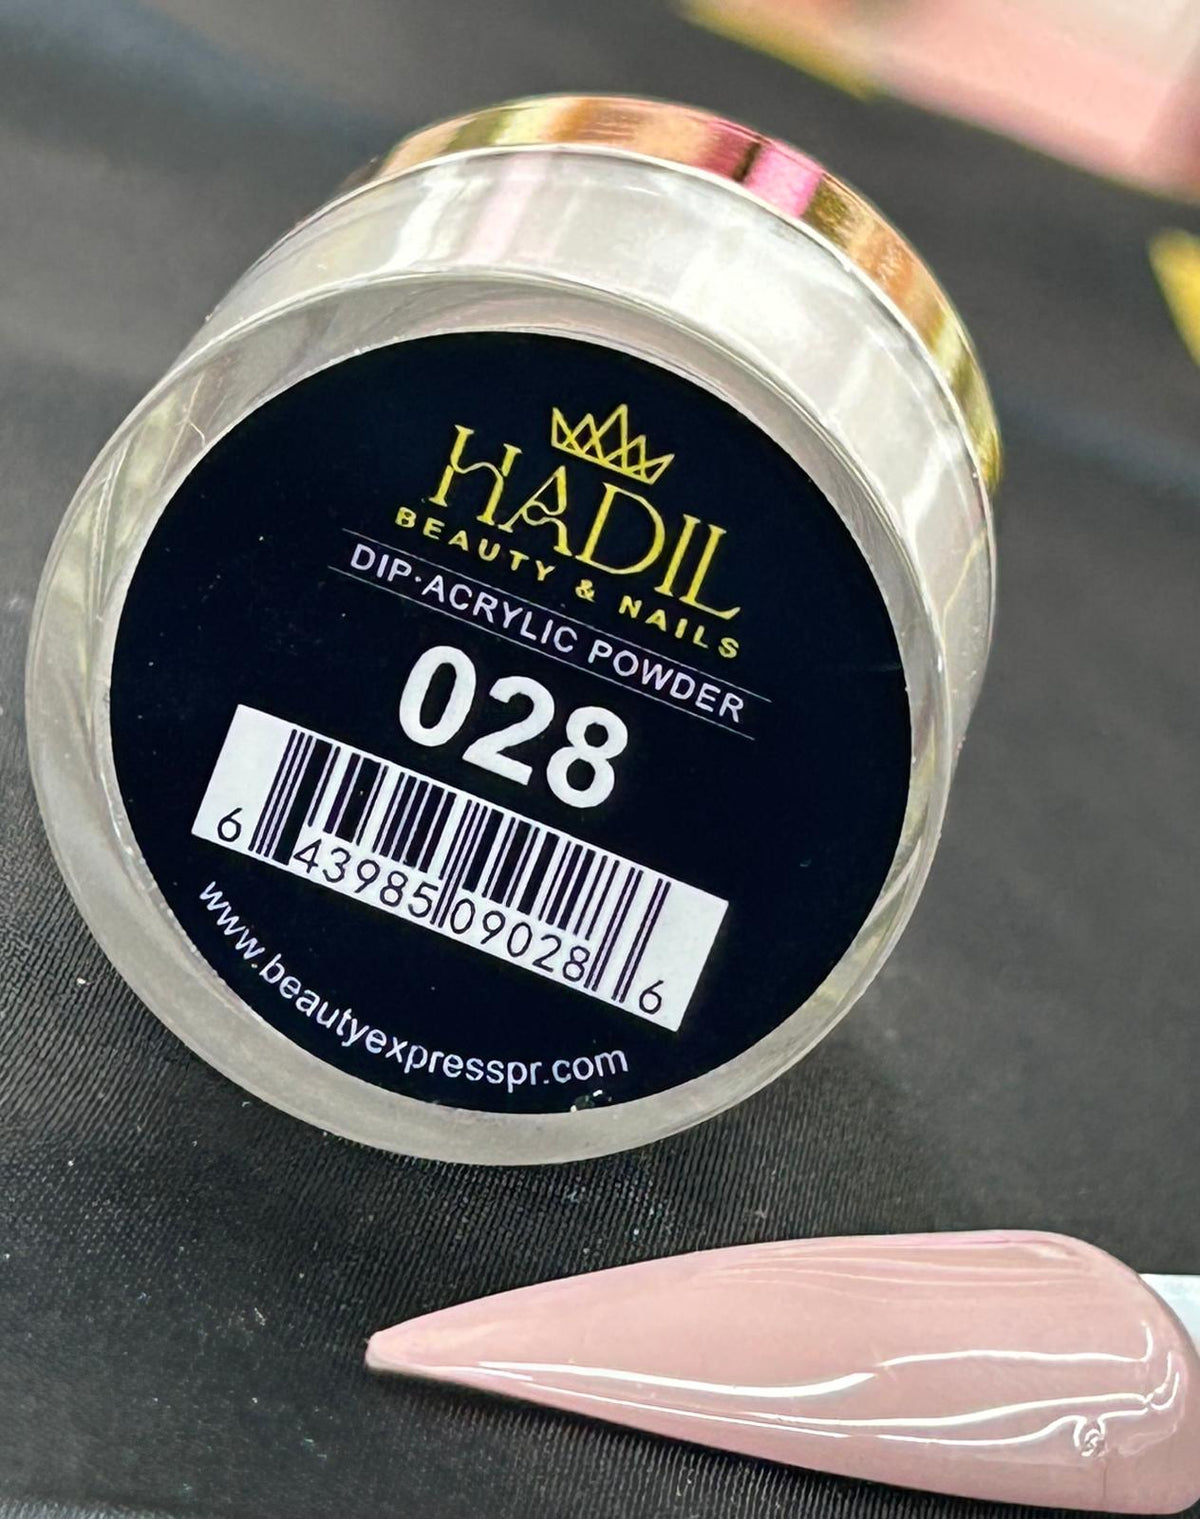 HADIL
BEAUTY & NAILS
DIP·ACRYLIC POWDER
028
6 43985 09028 6
www.beautyexpresspr.com